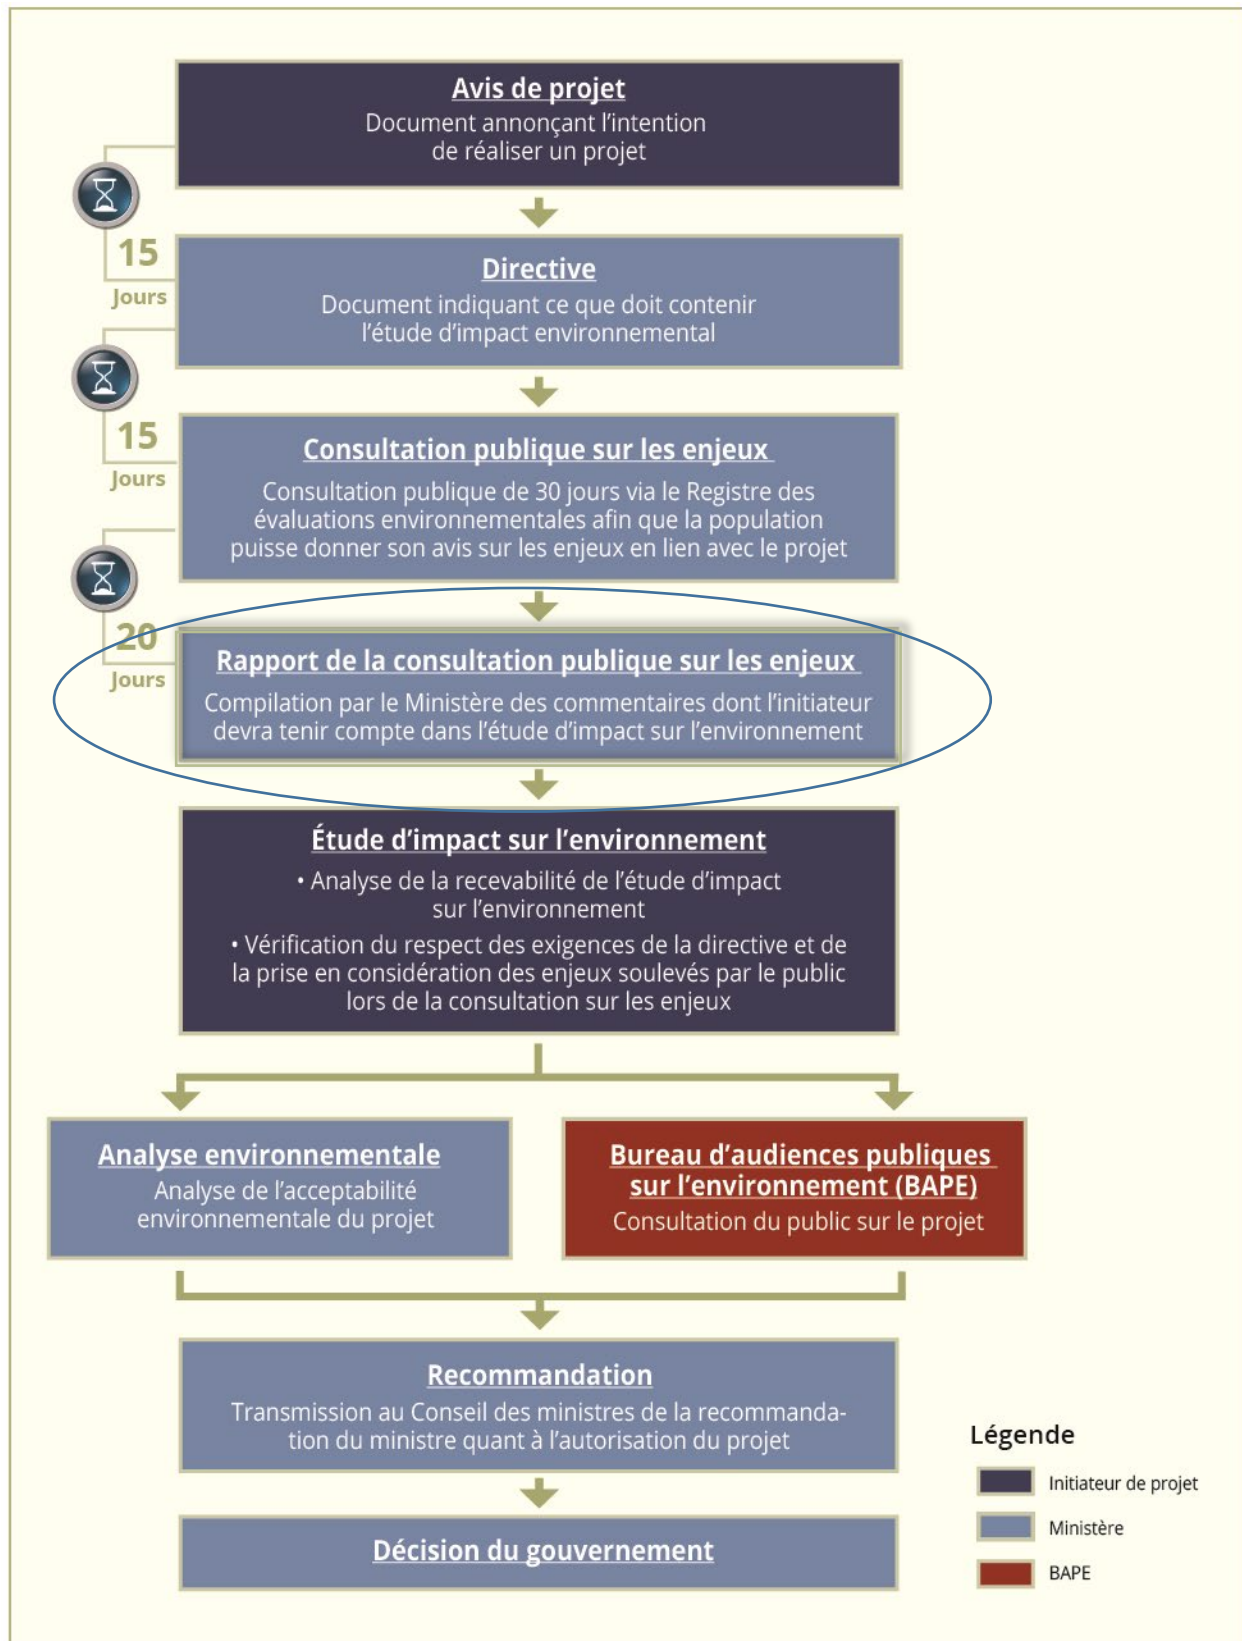 Avis de projet
Document annonçant l'intention
de réaliser un projet
15
Jours
Directive
Document indiquant ce que doit contenir
l'étude d'impact environnemental
15
Jours
Consultation publique sur les enjeux
Consultation publique de 30 jours via le Registre des
évaluations environnementales afin que la population
puisse donner son avis sur les enjeux en lien avec le projet
20
Jours
Rapport de la consultation publique sur les enjeux
Compilation par le Ministère des commentaires dont l'initiateur
devra tenir compte dans l'étude d'impact sur l'environnement
Étude d'impact sur l'environnement
• Analyse de la recevabilité de l'étude d'impact
sur l'environnement
• Vérification du respect des exigences de la directive et de
la prise en considération des enjeux soulevés par le public
lors de la consultation sur les enjeux
Analyse environnementale
Analyse de l'acceptabilité
environnementale du projet
Bureau d'audiences publiques
sur l'environnement (BAPE)
Consultation du public sur le projet
Recommandation
Transmission au Conseil des ministres de la recommanda-
tion du ministre quant à l'autorisation du projet
Décision du gouvernement
Légende
Initiateur de projet
Ministère
BAPE